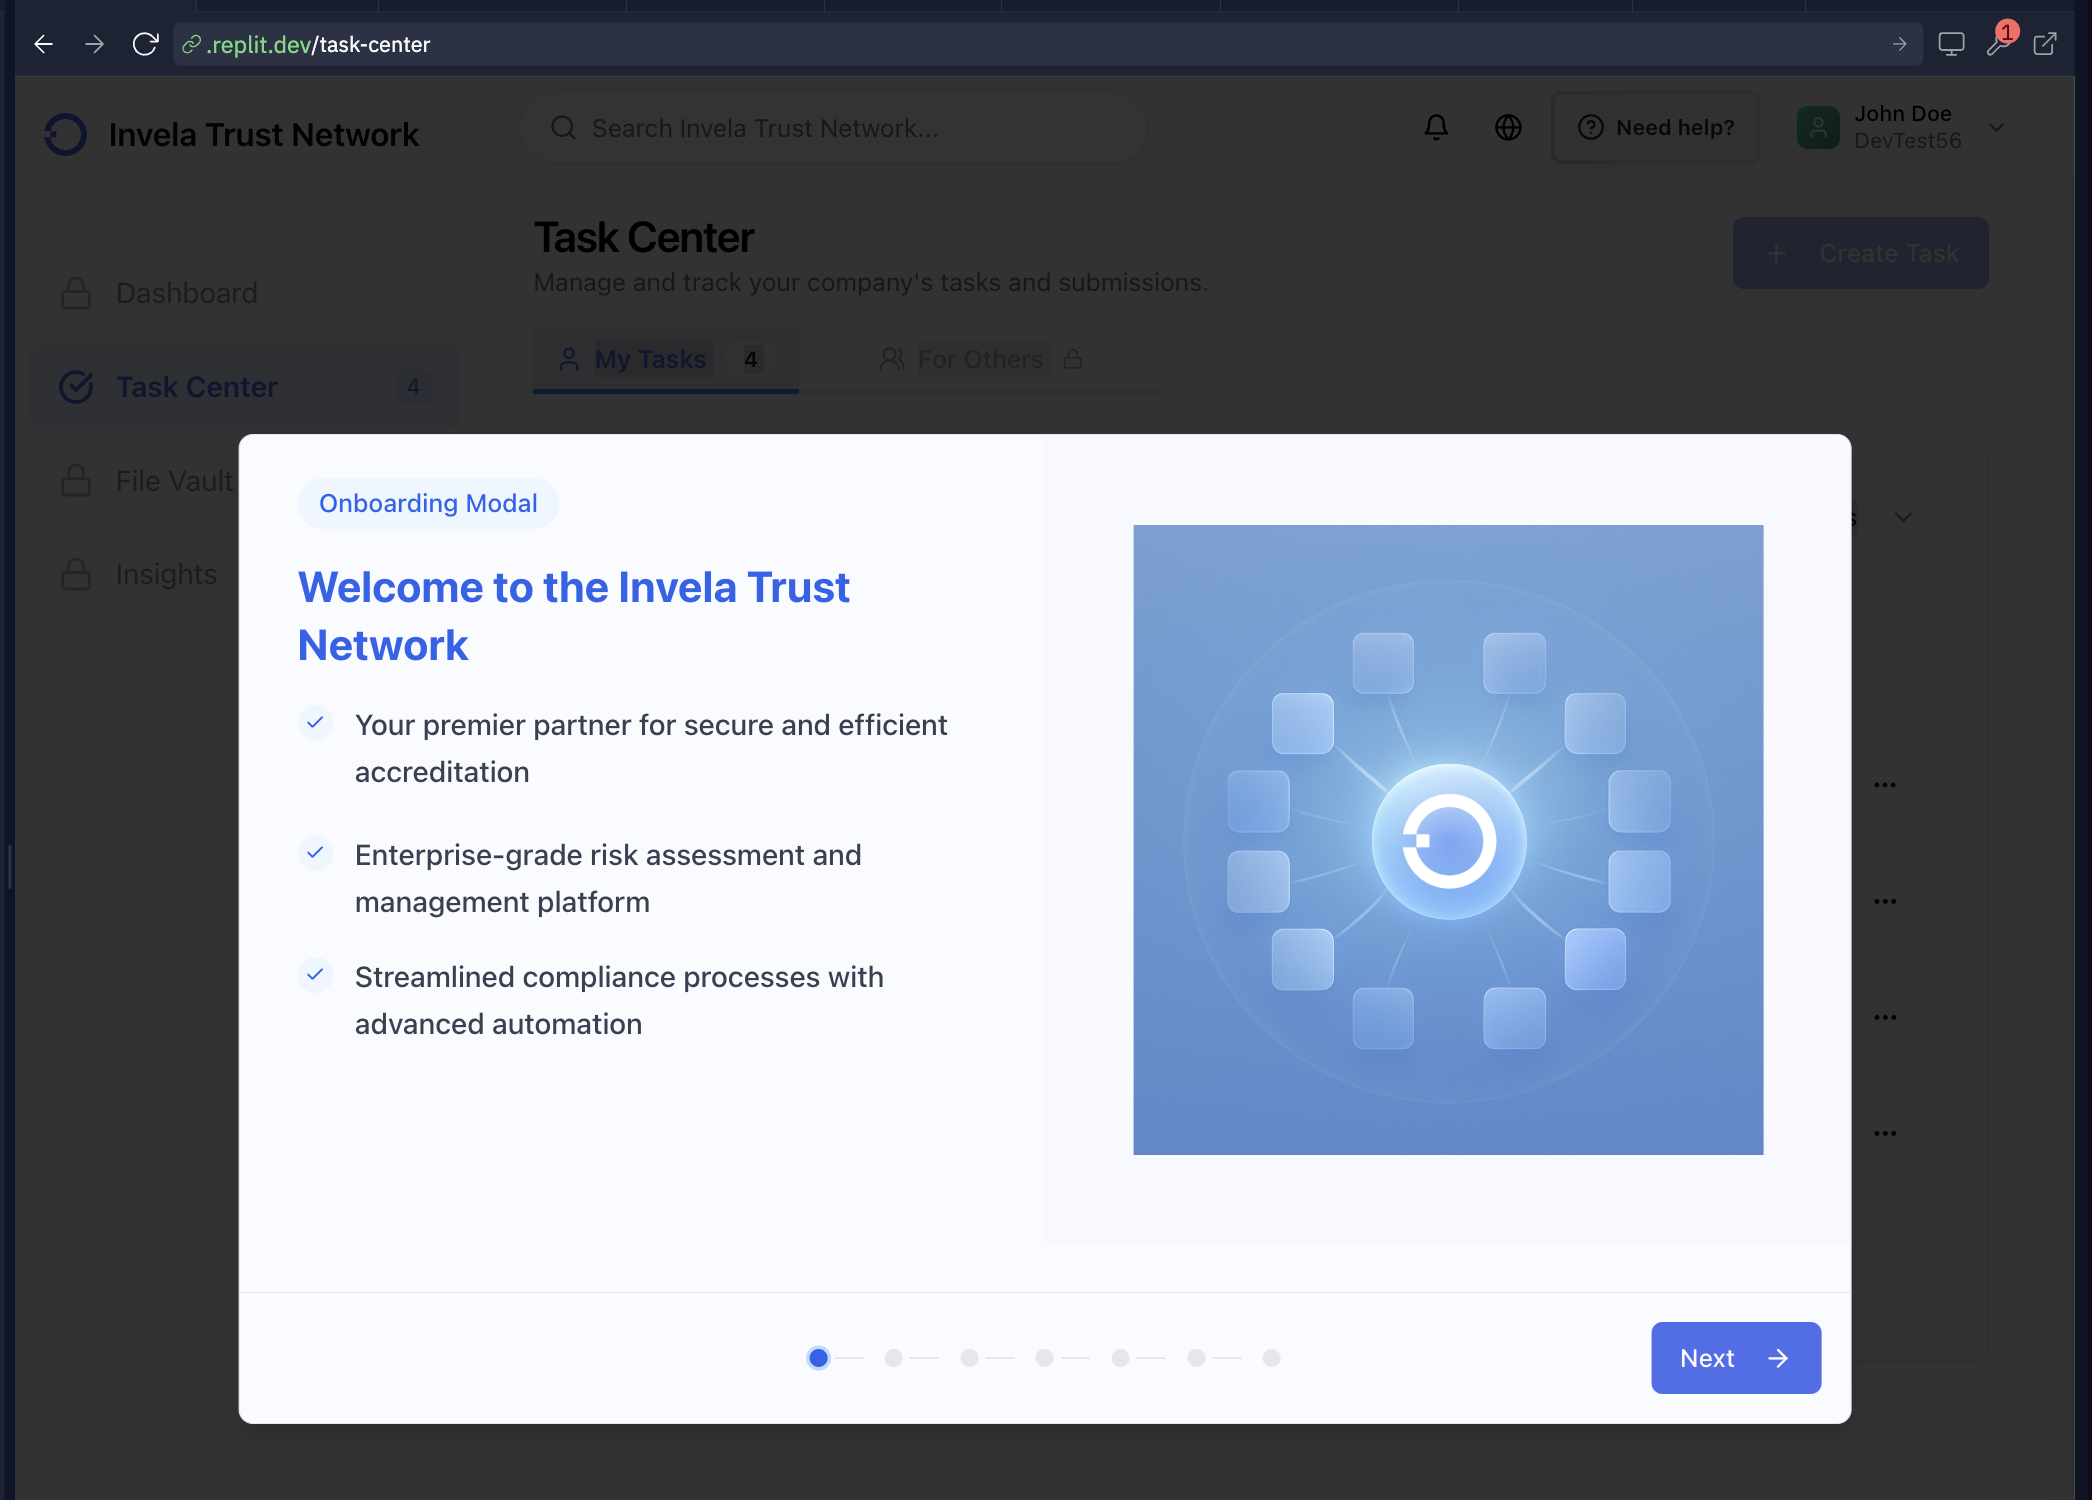 .replit.dev/task-center
1
Invela Trust Network
Search Invela Trust Network...
Need help?
John Doe
DevTest56
Task Center
Manage and track your company's tasks and submissions.
Create Task
Dashboard
Task Center
4
File Vault
Insights
My Tasks
4
For Others
Onboarding Modal
Welcome to the Invela Trust
Network
Your premier partner for secure and efficient
accreditation
Enterprise-grade risk assessment and
management platform
Streamlined compliance processes with
advanced automation
Next